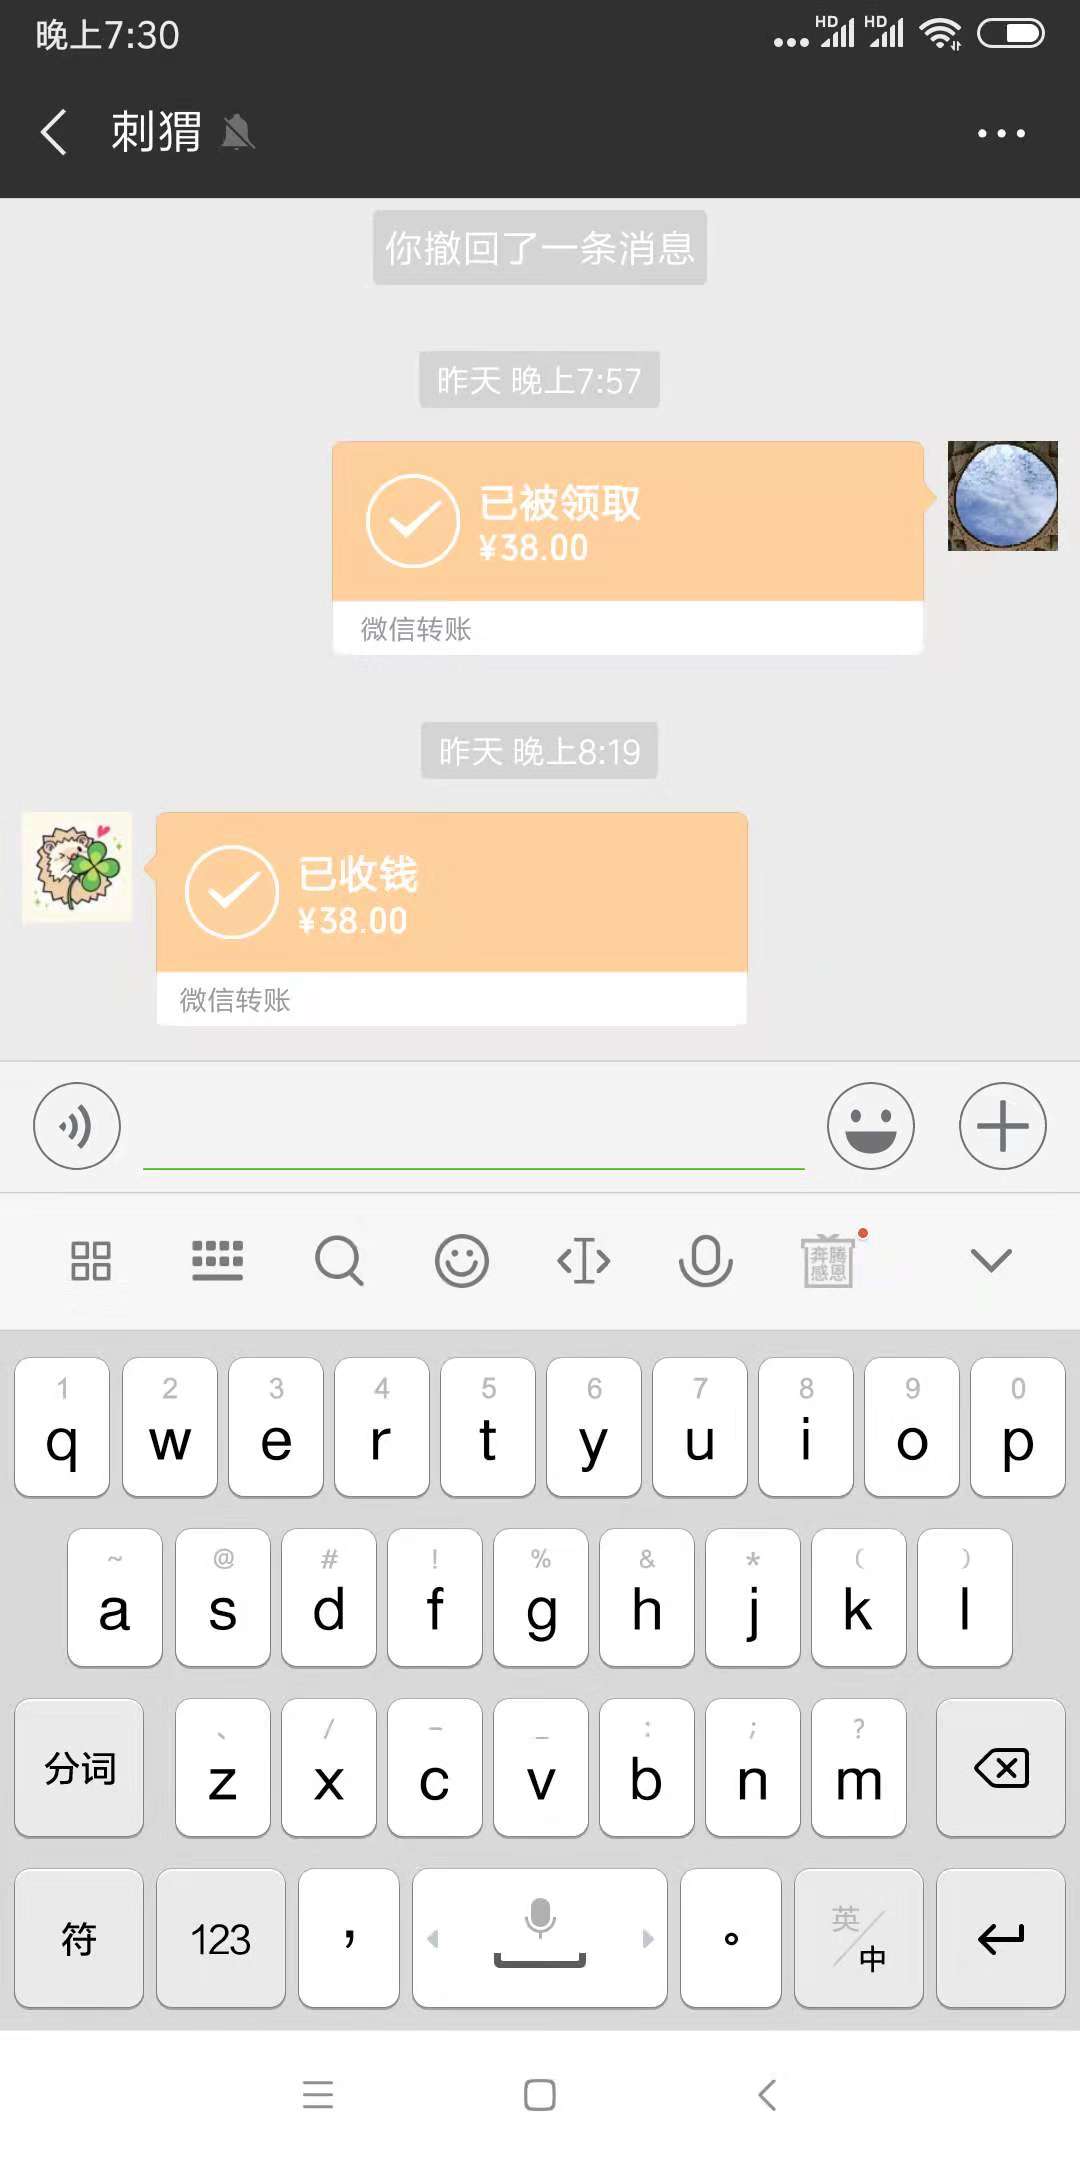 晚上7:30
HD HD
刺猬
你撤回了一条消息
昨天 晚上7:57
已被领取
¥38.00
微信转账
昨天 晚上8:19
已收钱
¥38.00
微信转账
奔腾
感恩
1 2 3 4 5 6 7 8 9 0
q w e r t y u i o p
~ @ # ! % & * ( )
a s d f g h j k l
、 / - _ : ; ?
分词 z x c v b n m
符 123 , 。 英/中